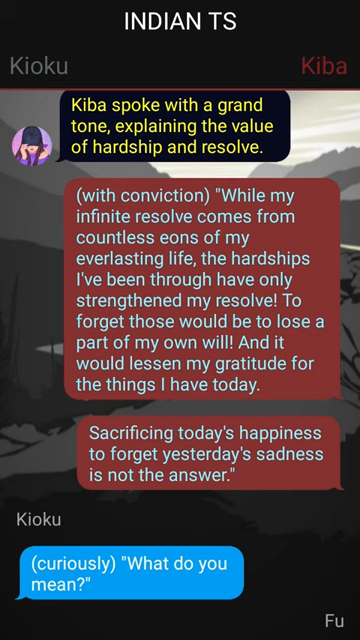 INDIAN TS
Kioku
Kiba
Kiba spoke with a grand
tone, explaining the value
of hardship and resolve.
(with conviction) "While my
infinite resolve comes from
countless eons of my
everlasting life, the hardships
I've been through have only
strengthened my resolve! To
forget those would be to lose a
part of my own will! And it
would lessen my gratitude for
the things I have today.
Sacrificing today's happiness
to forget yesterday's sadness
is not the answer."
Kioku
(curiously) "What do you
mean?"
Fu